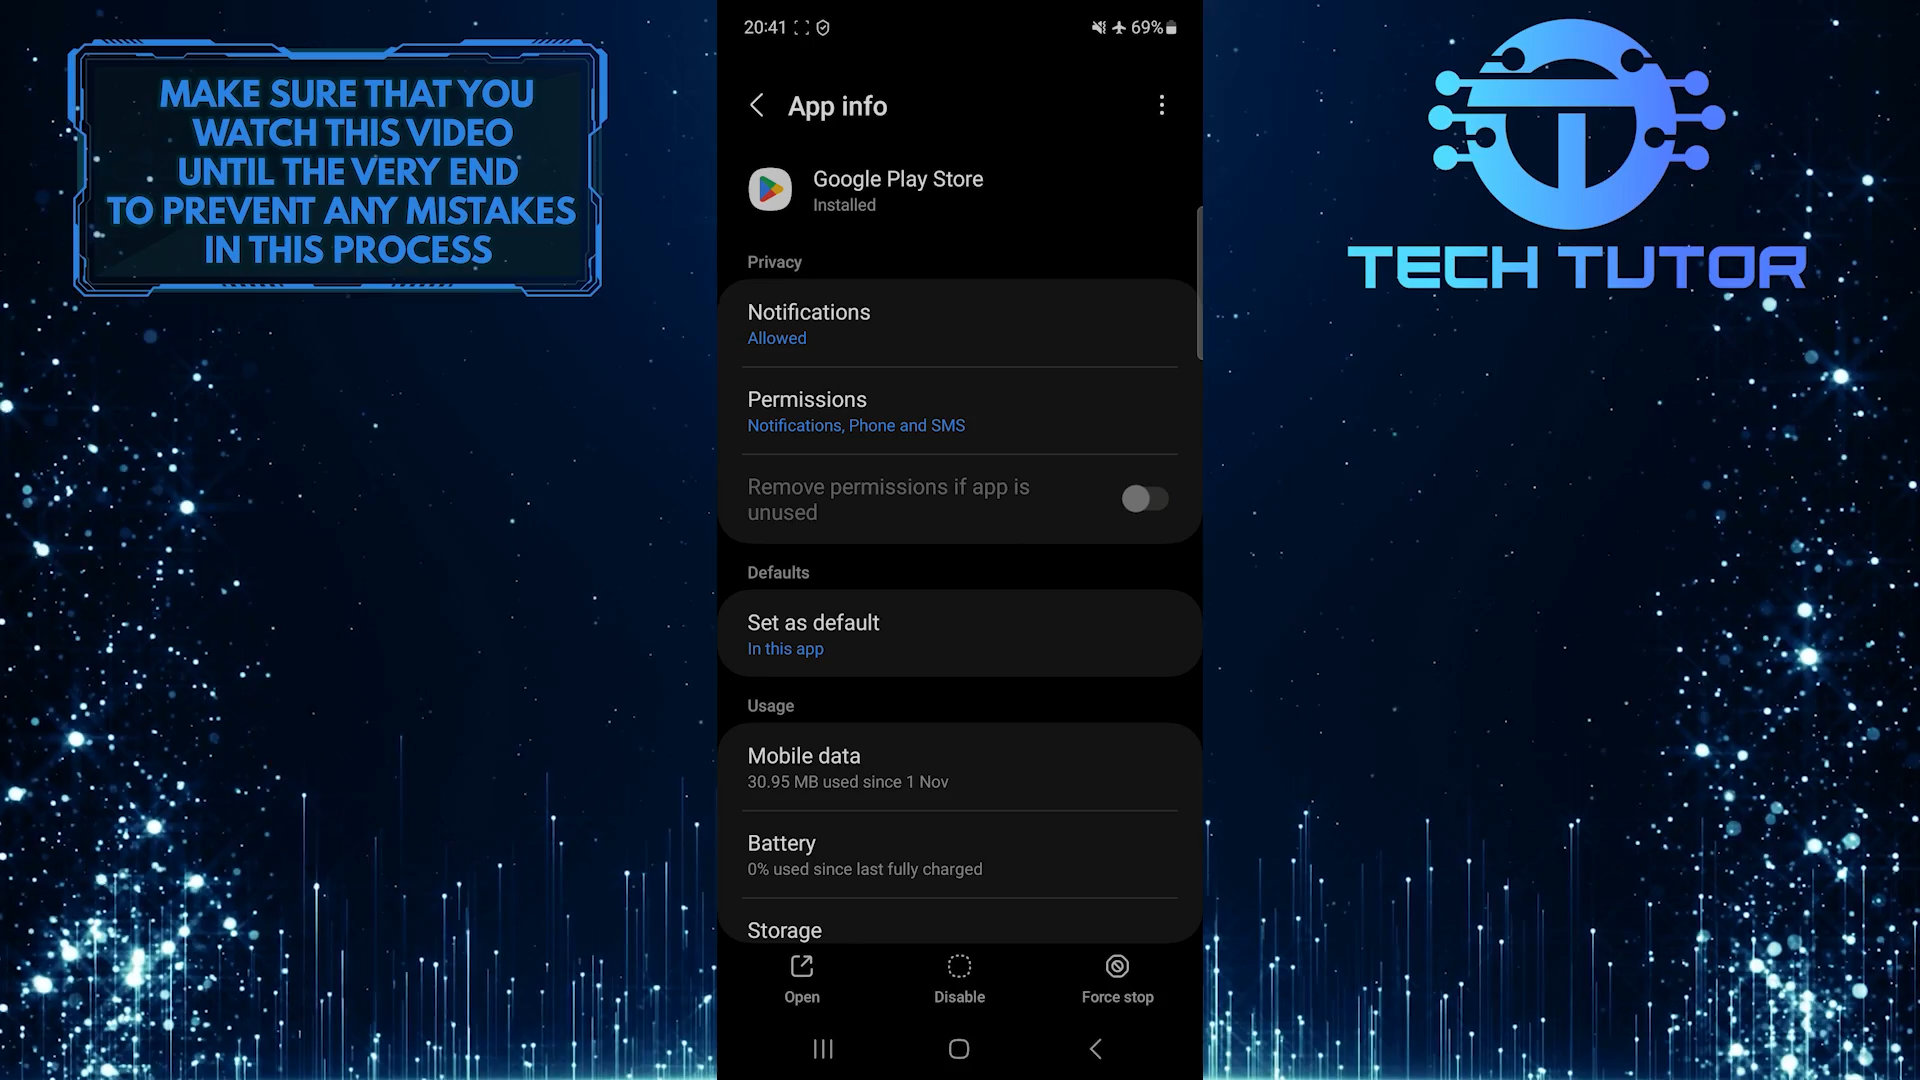 MAKE SURE THAT YOU
WATCH THIS VIDEO
UNTIL THE VERY END
TO PREVENT ANY MISTAKES
IN THIS PROCESS
20:41
69%
App info
Google Play Store
Installed
Privacy
Notifications
Allowed
Permissions
Notifications, Phone and SMS
Remove permissions if app is
unused
Defaults
Set as default
In this app
Usage
Mobile data
30.95 MB used since 1 Nov
Battery
0% used since last fully charged
Storage
Open
Disable
Force stop
TECH TUTOR